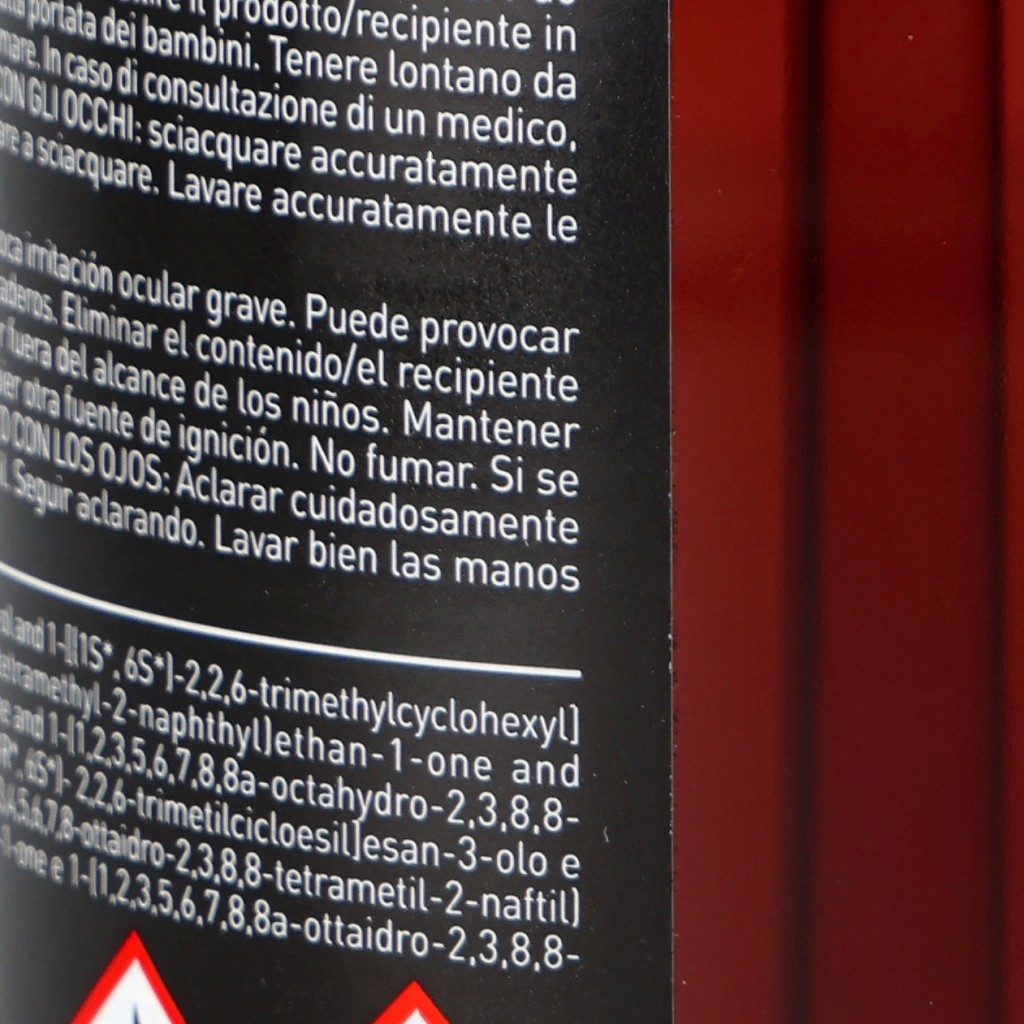 il prodotto/recipiente in
portata dei bambini. Tenere lontano da
In caso di consultazione di un medico,
CON GLI OCCHI: sciacquare accuratamente
a sciacquare. Lavare accuratamente le
irritación ocular grave. Puede provocar
Eliminar el contenido/el recipiente
fuera del alcance de los niños. Mantener
otra fuente de ignición. No fumar. Si se
CON LOS OJOS: Aclarar cuidadosamente
Seguir aclarando. Lavar bien las manos
and 1-[(1S*,6S*)-2,2,6-trimethylcyclohexyl]
tetramethyl-2-naphthyl)ethan-1-one and
and 1-(1,2,3,5,6,7,8,8a-octahydro-2,3,8,8-
6S*)- 2,2,6-trimetilcicloesil]esan-3-olo e
4,5,6,7,8-ottaidro-2,3,8,8-tetrametil-2-naftil)
-one e 1-(1,2,3,5,6,7,8,8a-ottaidro-2,3,8,8-